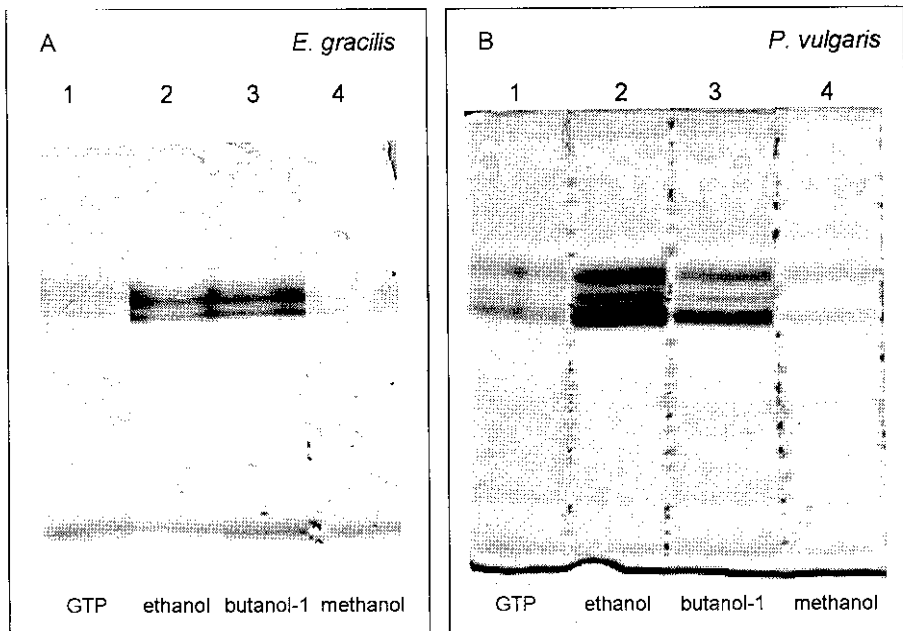 A
E. gracilis
1 2 3 4
GTP ethanol butanol-1 methanol
B
P. vulgaris
1 2 3 4
GTP ethanol butanol-1 methanol